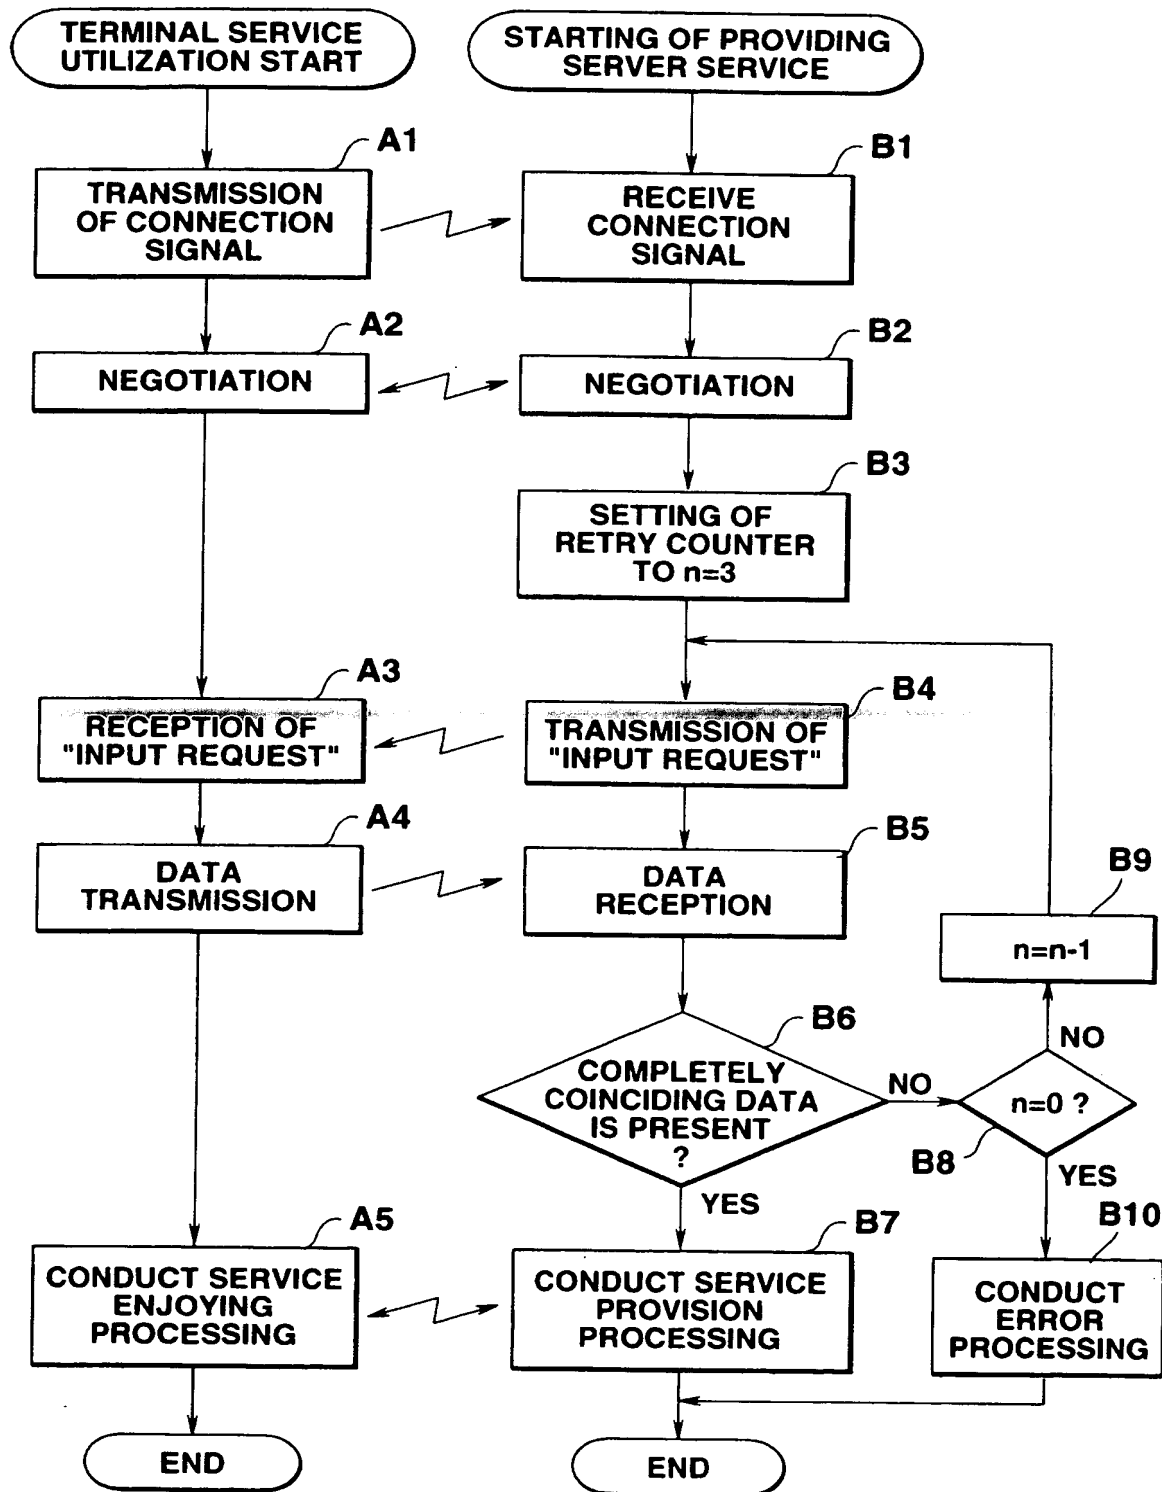 TERMINAL SERVICE
UTILIZATION START
STARTING OF PROVIDING
SERVER SERVICE
A1
TRANSMISSION
OF CONNECTION
SIGNAL
B1
RECEIVE
CONNECTION
SIGNAL
A2
NEGOTIATION
B2
NEGOTIATION
B3
SETTING OF
RETRY COUNTER
TO n=3
A3
RECEPTION OF
"INPUT REQUEST"
B4
TRANSMISSION OF
"INPUT REQUEST"
A4
DATA
TRANSMISSION
B5
DATA
RECEPTION
B9
n=n-1
B6
COMPLETELY
COINCIDING DATA
IS PRESENT
?
NO
YES
NO
n=0 ?
B8
YES
A5
CONDUCT SERVICE
ENJOYING
PROCESSING
B7
CONDUCT SERVICE
PROVISION
PROCESSING
B10
CONDUCT
ERROR
PROCESSING
END
END